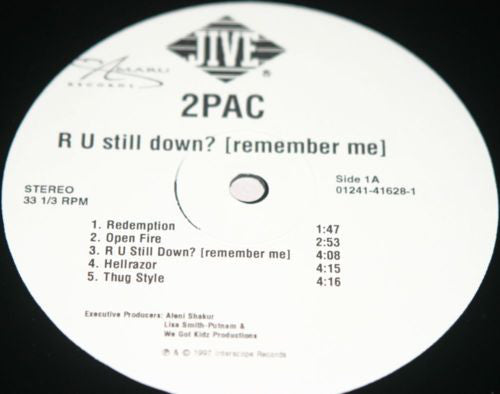 JIVE
®
AMARU
RECORDS
2PAC
R U still down? [remember me]
STEREO
33 1/3 RPM
Side 1A
01241-41628-1
1. Redemption 1:47
2. Open Fire 2:53
3. R U Still Down? [remember me] 4:08
4. Hellrazor 4:15
5. Thug Style 4:16
Executive Producers: Aleni Shakur
Lisa Smith-Putnam &
We Got Kidz Productions
℗ & © 1997 Interscope Records